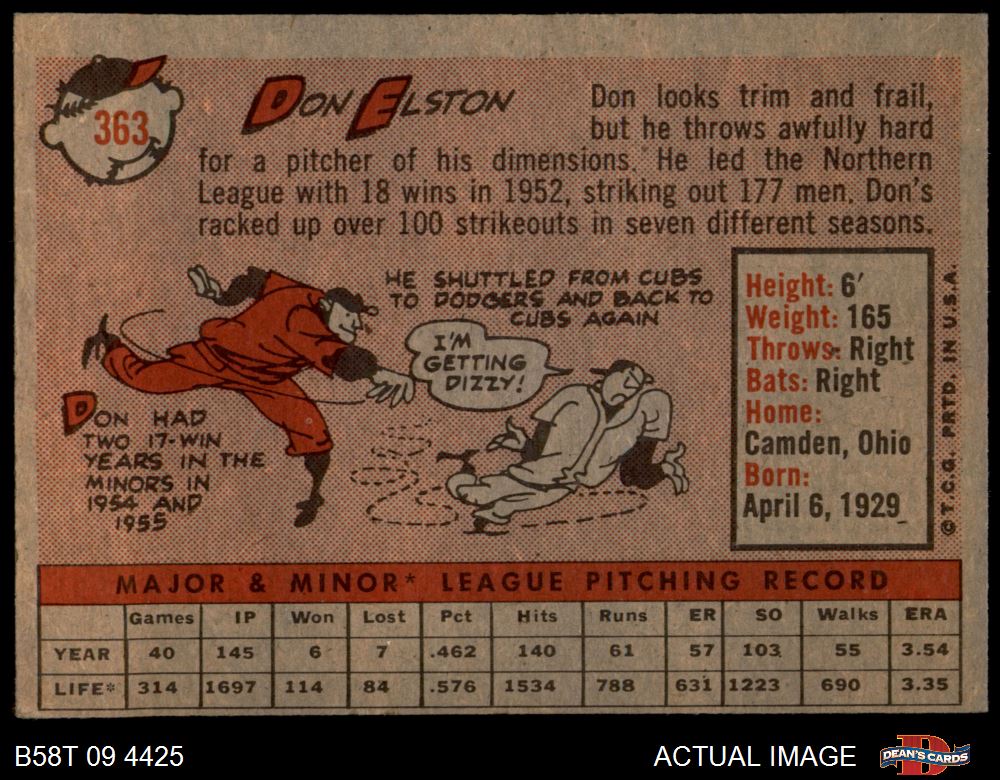 363
DON ELSTON
Don looks trim and frail,
but he throws awfully hard
for a pitcher of his dimensions. He led the Northern
League with 18 wins in 1952, striking out 177 men. Don's
racked up over 100 strikeouts in seven different seasons.
HE SHUTTLED FROM CUBS
TO DODGERS AND BACK TO
CUBS AGAIN
I'M
GETTING
DIZZY!
DON HAD
TWO 17-WIN
YEARS IN THE
MINORS IN
1954 AND
1955
Height: 6'
Weight: 165
Throws: Right
Bats: Right
Home:
Camden, Ohio
Born:
April 6, 1929
©T.C.G. PRTD. IN U.S.A.
MAJOR & MINOR* LEAGUE PITCHING RECORD
Games IP Won Lost Pct Hits Runs ER SO Walks ERA
YEAR 40 145 6 7 .462 140 61 57 103 55 3.54
LIFE* 314 1697 114 84 .576 1534 788 631 1223 690 3.35
B58T 09 4425 ACTUAL IMAGE DEAN'S CARDS